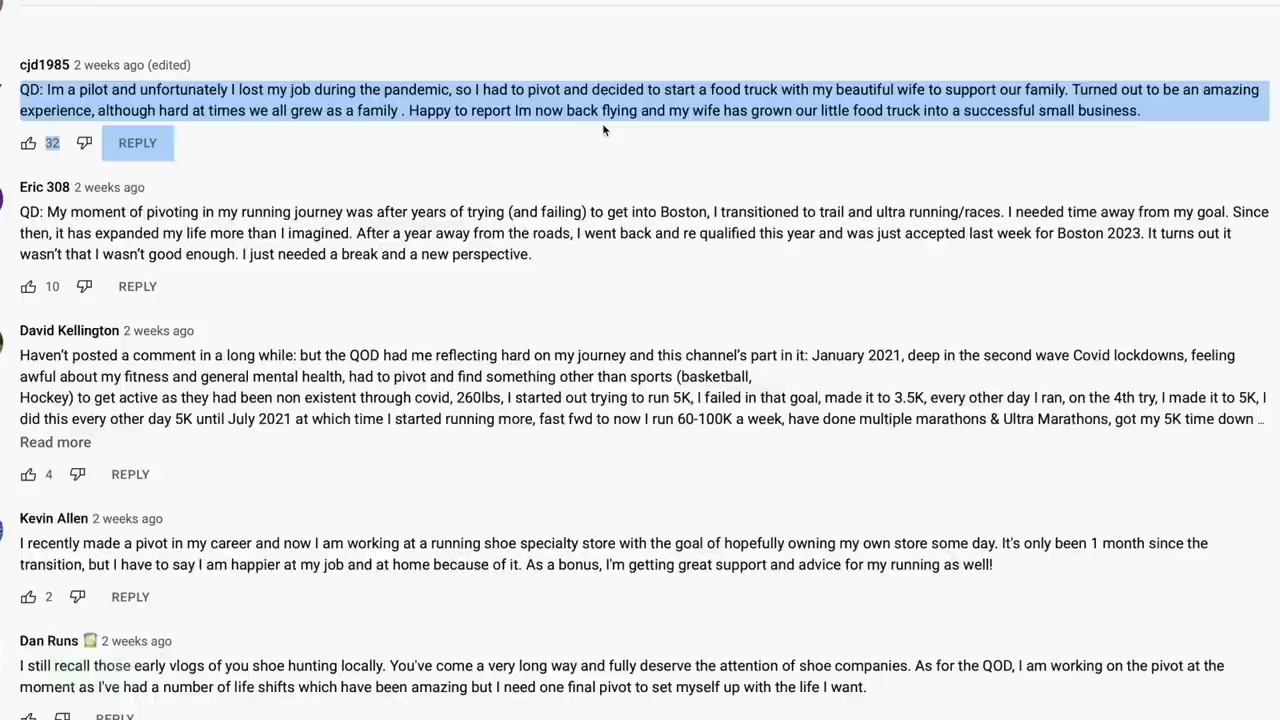 cjd1985 2 weeks ago (edited)
QD: Im a pilot and unfortunately I lost my job during the pandemic, so I had to pivot and decided to start a food truck with my beautiful wife to support our family. Turned out to be an amazing
experience, although hard at times we all grew as a family . Happy to report Im now back flying and my wife has grown our little food truck into a successful small business.
32 REPLY
Eric 308 2 weeks ago
QD: My moment of pivoting in my running journey was after years of trying (and failing) to get into Boston, I transitioned to trail and ultra running/races. I needed time away from my goal. Since
then, it has expanded my life more than I imagined. After a year away from the roads, I went back and re qualified this year and was just accepted last week for Boston 2023. It turns out it
wasn’t that I wasn’t good enough. I just needed a break and a new perspective.
10 REPLY
David Kellington 2 weeks ago
Haven’t posted a comment in a long while: but the QOD had me reflecting hard on my journey and this channel’s part in it: January 2021, deep in the second wave Covid lockdowns, feeling
awful about my fitness and general mental health, had to pivot and find something other than sports (basketball,
Hockey) to get active as they had been non existent through covid, 260lbs, I started out trying to run 5K, I failed in that goal, made it to 3.5K, every other day I ran, on the 4th try, I made it to 5K, I
did this every other day 5K until July 2021 at which time I started running more, fast fwd to now I run 60-100K a week, have done multiple marathons & Ultra Marathons, got my 5K time down ...
Read more
4 REPLY
Kevin Allen 2 weeks ago
I recently made a pivot in my career and now I am working at a running shoe specialty store with the goal of hopefully owning my own store some day. It's only been 1 month since the
transition, but I have to say I am happier at my job and at home because of it. As a bonus, I'm getting great support and advice for my running as well!
2 REPLY
Dan Runs 2 weeks ago
I still recall those early vlogs of you shoe hunting locally. You've come a very long way and fully deserve the attention of shoe companies. As for the QOD, I am working on the pivot at the
moment as I've had a number of life shifts which have been amazing but I need one final pivot to set myself up with the life I want.
REPLY